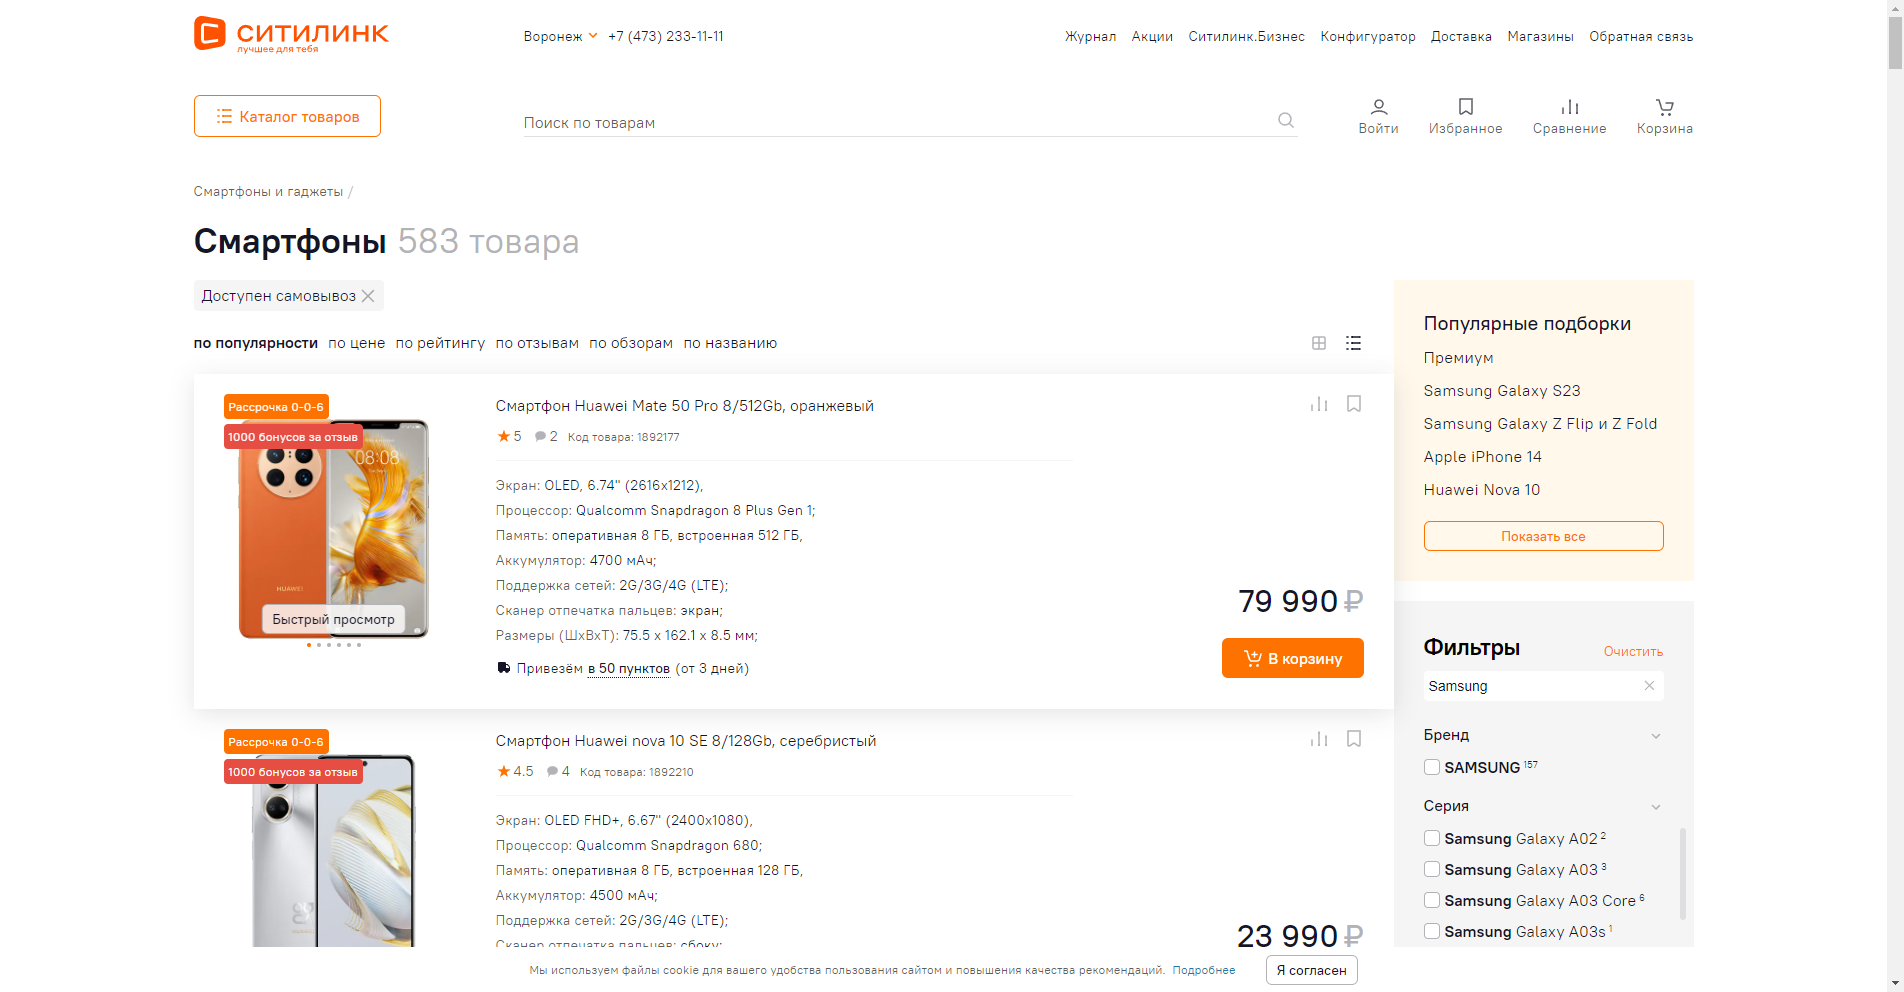 СИТИЛИНК
лучшее для тебя
Воронеж +7 (473) 233-11-11
Журнал Акции Ситилинк.Бизнес Конфигуратор Доставка Магазины Обратная связь
Каталог товаров
Поиск по товарам
Войти Избранное Сравнение Корзина
Смартфоны и гаджеты /
Смартфоны 583 товара
Доступен самовывоз
по популярности по цене по рейтингу по отзывам по обзорам по названию
Рассрочка 0-0-6
1000 бонусов за отзыв
08:08
HUAWEI
Быстрый просмотр
Смартфон Huawei Mate 50 Pro 8/512Gb, оранжевый
5 2 Код товара: 1892177
Экран: OLED, 6.74" (2616x1212),
Процессор: Qualcomm Snapdragon 8 Plus Gen 1;
Память: оперативная 8 ГБ, встроенная 512 ГБ,
Аккумулятор: 4700 мАч;
Поддержка сетей: 2G/3G/4G (LTE);
Сканер отпечатка пальцев: экран;
Размеры (ШхВхТ): 75.5 x 162.1 x 8.5 мм;
Привезём в 50 пунктов (от 3 дней)
79 990 ₽
В корзину
Рассрочка 0-0-6
1000 бонусов за отзыв
Смартфон Huawei nova 10 SE 8/128Gb, серебристый
4.5 4 Код товара: 1892210
Экран: OLED FHD+, 6.67" (2400x1080),
Процессор: Qualcomm Snapdragon 680;
Память: оперативная 8 ГБ, встроенная 128 ГБ,
Аккумулятор: 4500 мАч;
Поддержка сетей: 2G/3G/4G (LTE);
Сканер отпечатка пальцев: сбоку;
23 990 ₽
Популярные подборки
Премиум
Samsung Galaxy S23
Samsung Galaxy Z Flip и Z Fold
Apple iPhone 14
Huawei Nova 10
Показать все
Фильтры Очистить
Samsung
Бренд
SAMSUNG 157
Серия
Samsung Galaxy A02 2
Samsung Galaxy A03 3
Samsung Galaxy A03 Core 6
Samsung Galaxy A03s 1
Мы используем файлы cookie для вашего удобства пользования сайтом и повышения качества рекомендаций. Подробнее
Я согласен